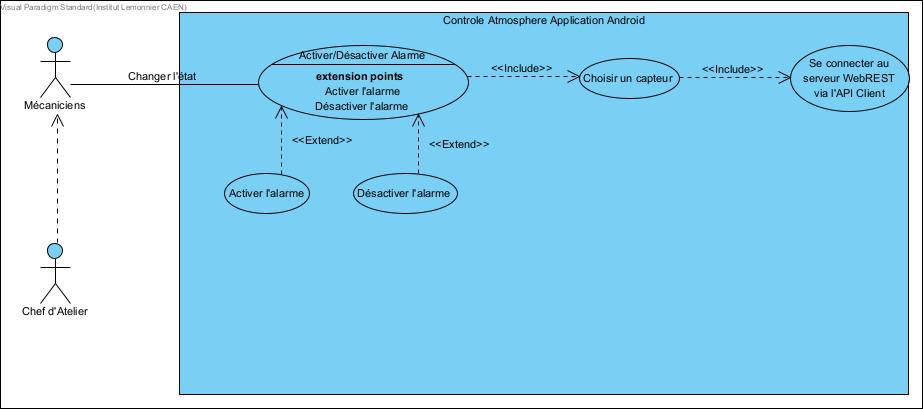 Visual Paradigm Standard(Institut Lemonnier CAEN)
Controle Atmosphere Application Android
Mécaniciens
Changer l'état
Activer/Désactiver Alarme
extension points
Activer l'alarme
Désactiver l'alarme
<<Include>>
Choisir un capteur
<<Include>>
Se connecter au
serveur WebREST
via l'API Client
<<Extend>>
<<Extend>>
Activer l'alarme
Désactiver l'alarme
Chef d'Atelier